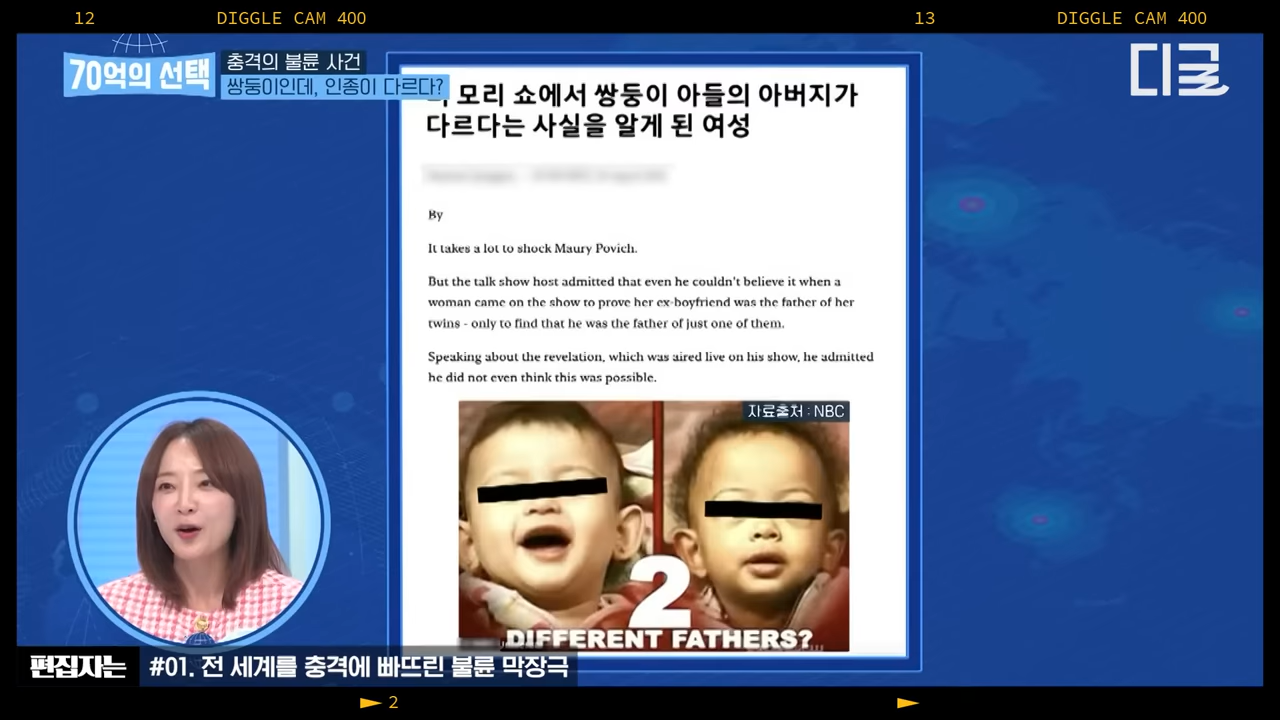 12
DIGGLE CAM 400
13
DIGGLE CAM 400
70억의 선택
충격의 불륜 사건
쌍둥이인데, 인종이 다르다?
디글
모리 쇼에서 쌍둥이 아들의 아버지가
다르다는 사실을 알게 된 여성
By
It takes a lot to shock Maury Povich.
But the talk show host admitted that even he couldn't believe it when a
woman came on the show to prove her ex-boyfriend was the father of her
twins - only to find that he was the father of just one of them.
Speaking about the revelation, which was aired live on his show, he admitted
he did not even think this was possible.
자료출처 : NBC
2
DIFFERENT FATHERS?
편집자는
#01. 전 세계를 충격에 빠뜨린 불륜 막장극
2